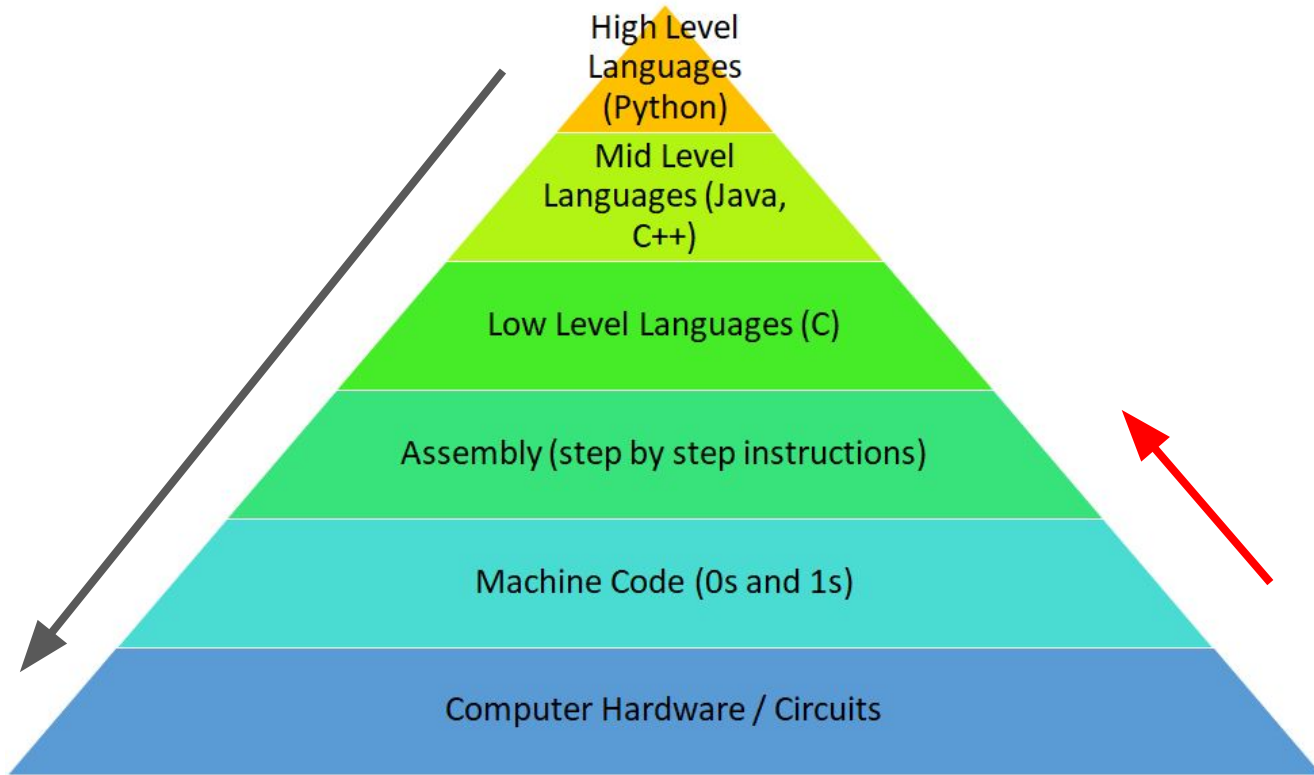 High Level
Languages
(Python)
Mid Level
Languages (Java,
C++)
Low Level Languages (C)
Assembly (step by step instructions)
Machine Code (0s and 1s)
Computer Hardware / Circuits